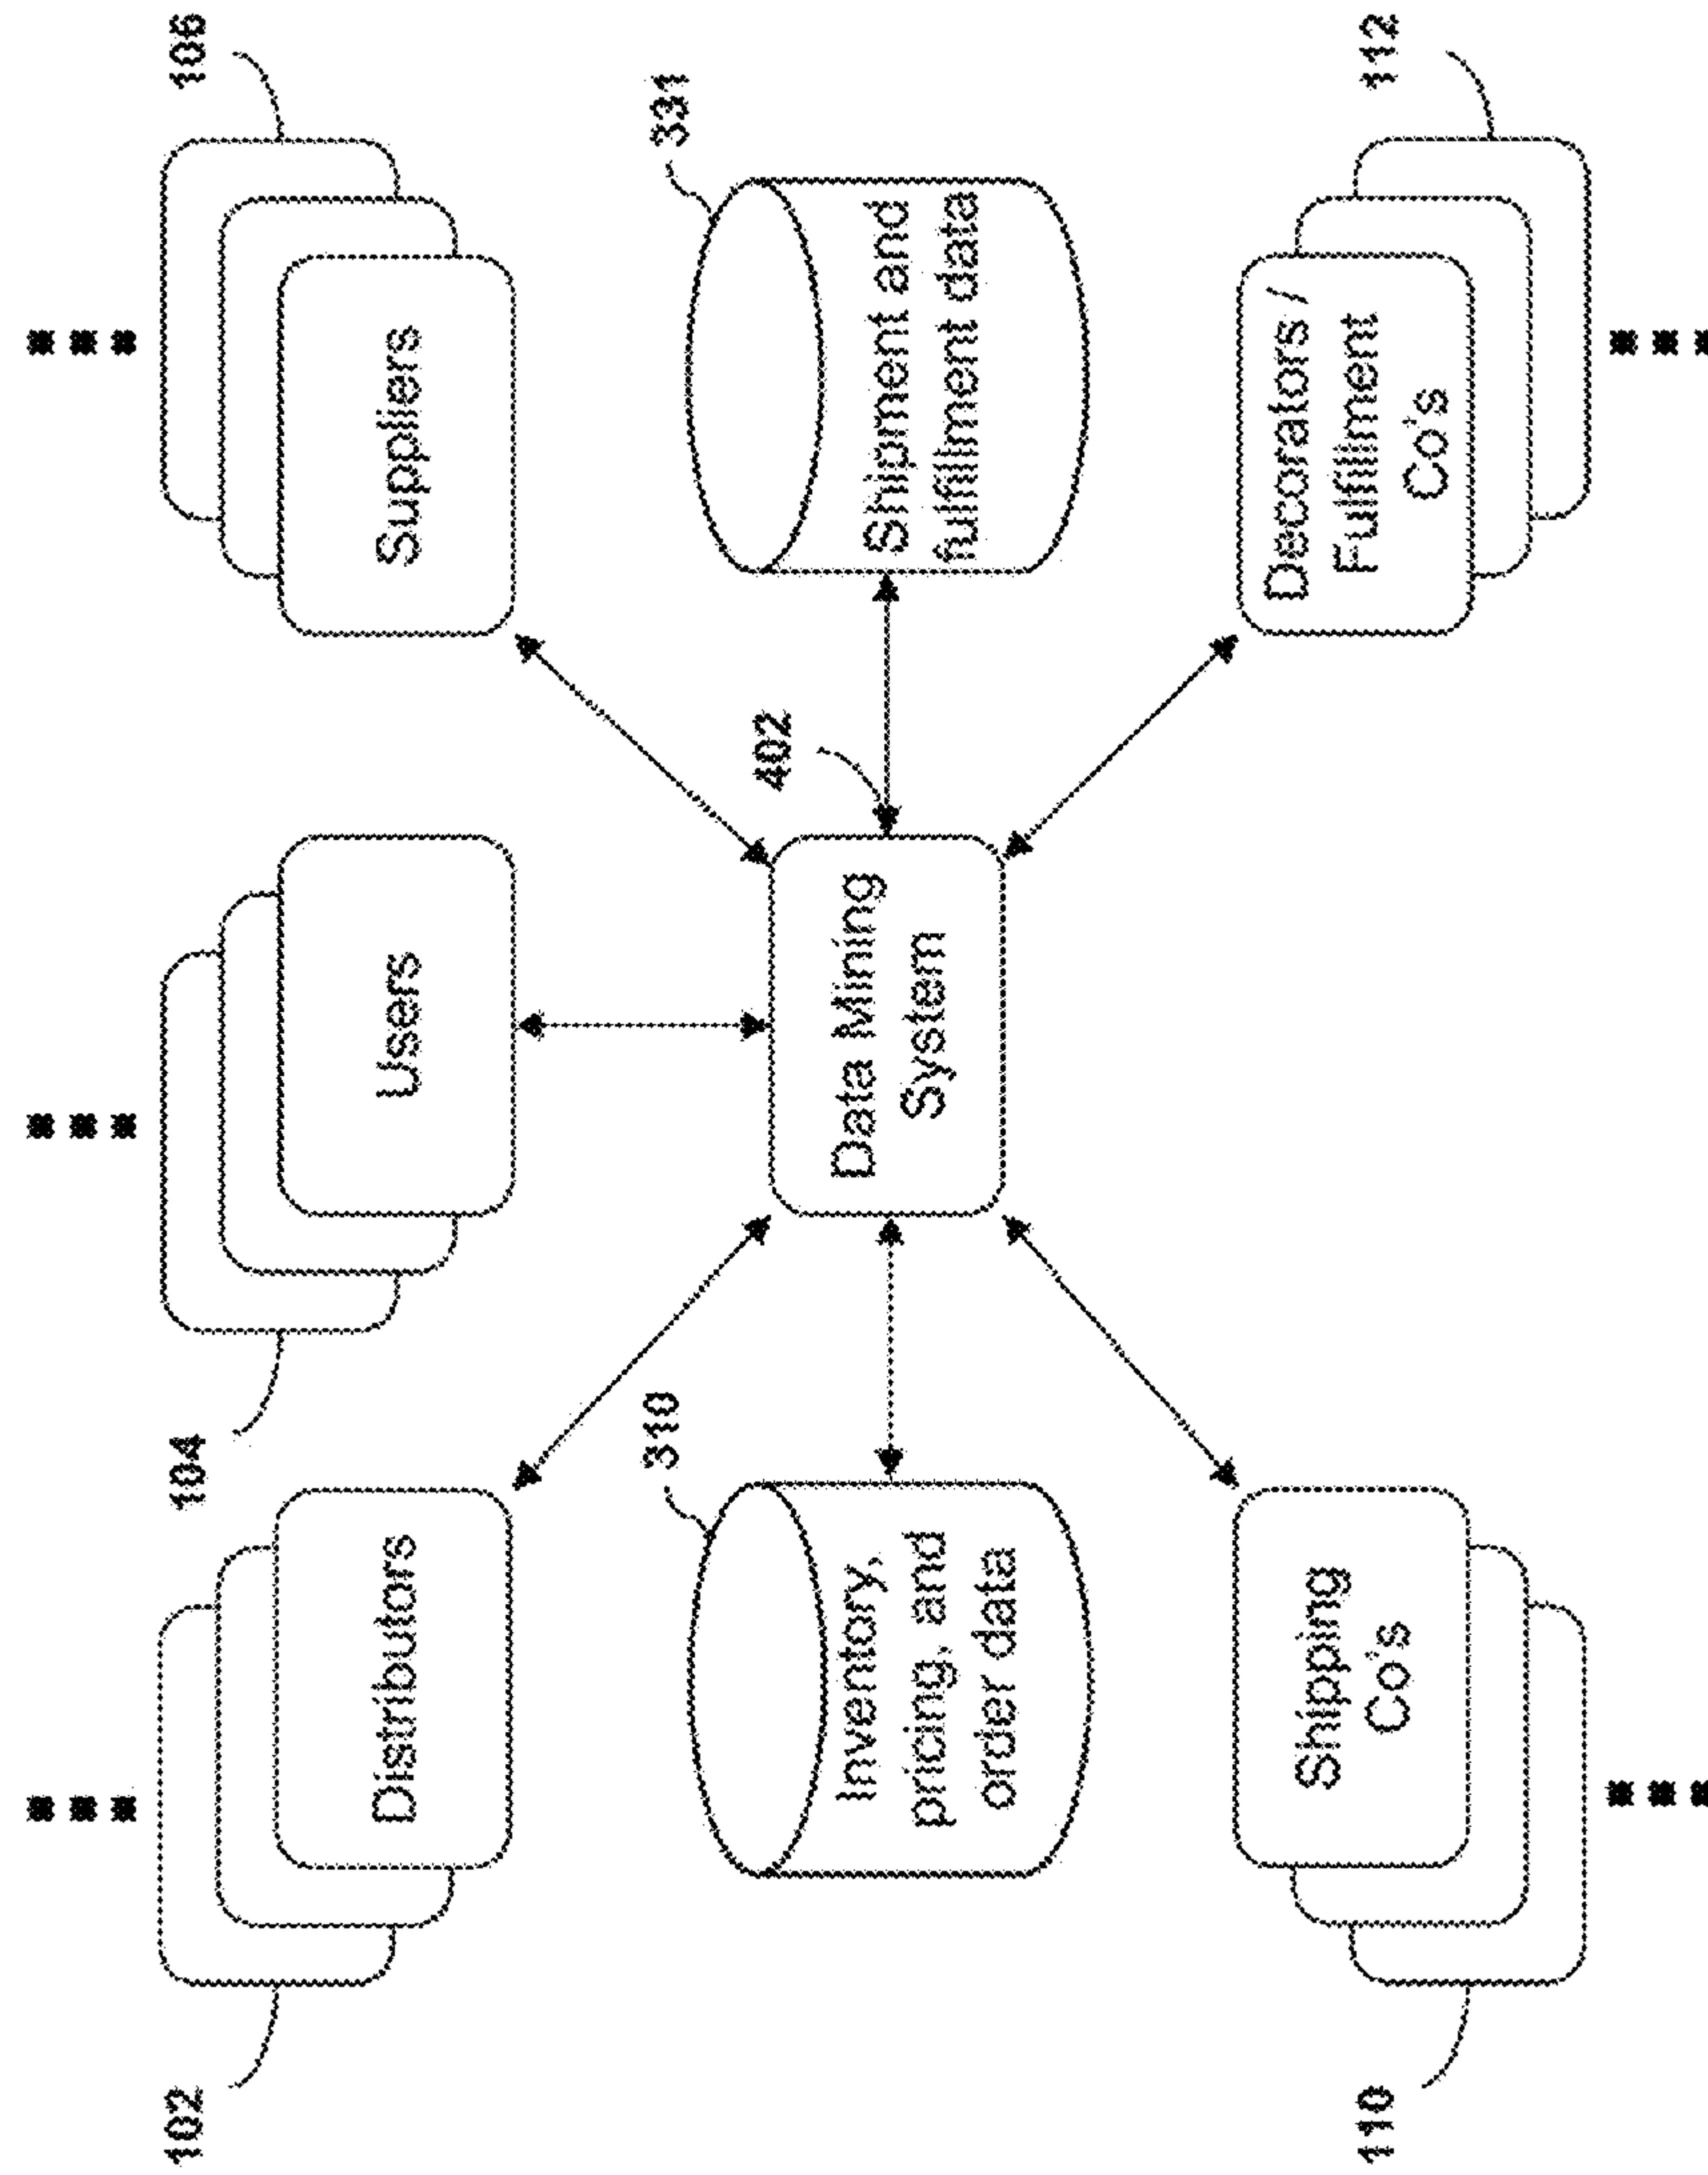 102
104
106
Distributors
Users
Suppliers
310
331
402
Inventory,
pricing, and
order data
Data Mining
System
Shipment and
fulfillment data
110
112
Shipping
Co's
Decorators /
Fulfillment
Co's